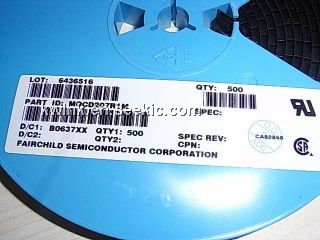 LOT: 6436516
QTY: 500
PART ID: MOCD207R1M
SPEC:
D/C1: B0637XX QTY1: 500
SPEC REV:
D/C2: QTY2:
CPN:
FAIRCHILD SEMICONDUCTOR CORPORATION
CA52858